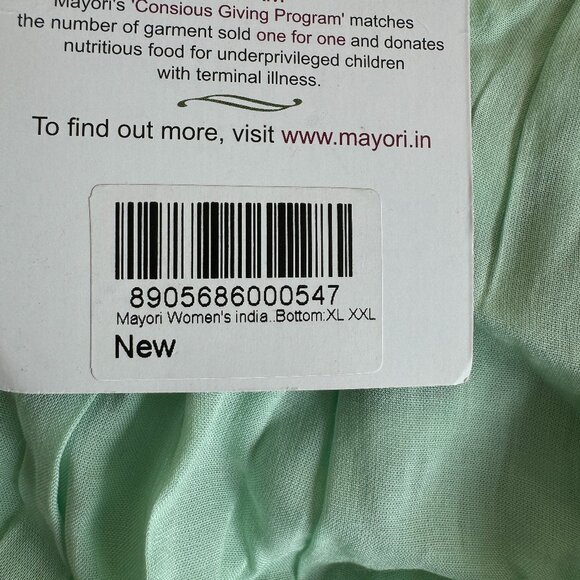 Mayori's 'Consious Giving Program' matches
the number of garment sold one for one and donates
nutritious food for underprivileged children
with terminal illness.
To find out more, visit www.mayori.in
8905686000547
Mayori Women's india..Bottom:XL XXL
New